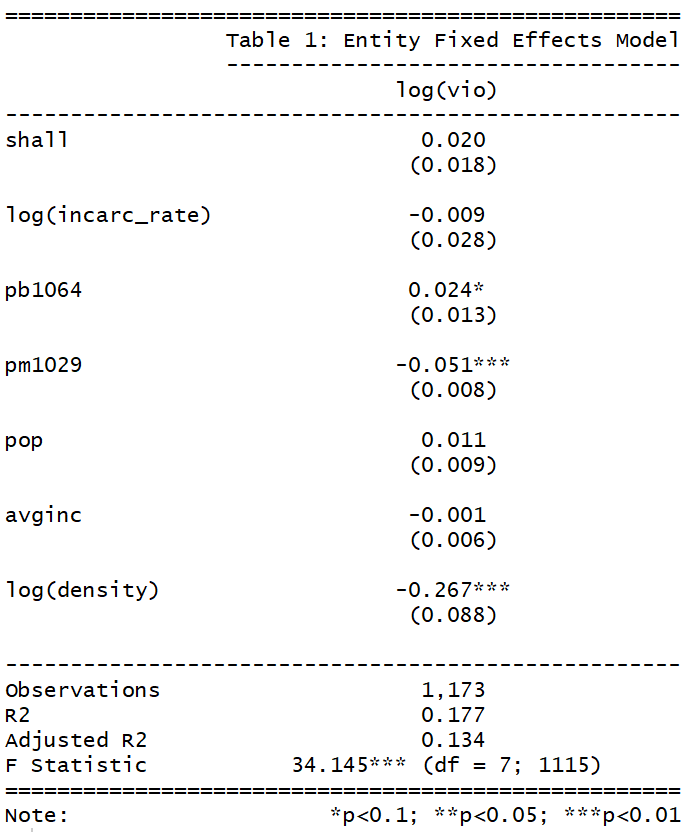 =====================================================
Table 1: Entity Fixed Effects Model
-----------------------------------
log(vio)
-----------------------------------------------------
shall 0.020
(0.018)
log(incarc_rate) -0.009
(0.028)
pb1064 0.024*
(0.013)
pm1029 -0.051***
(0.008)
pop 0.011
(0.009)
avginc -0.001
(0.006)
log(density) -0.267***
(0.088)
-----------------------------------------------------
Observations 1,173
R2 0.177
Adjusted R2 0.134
F Statistic 34.145*** (df = 7; 1115)
=====================================================
Note: *p<0.1; **p<0.05; ***p<0.01